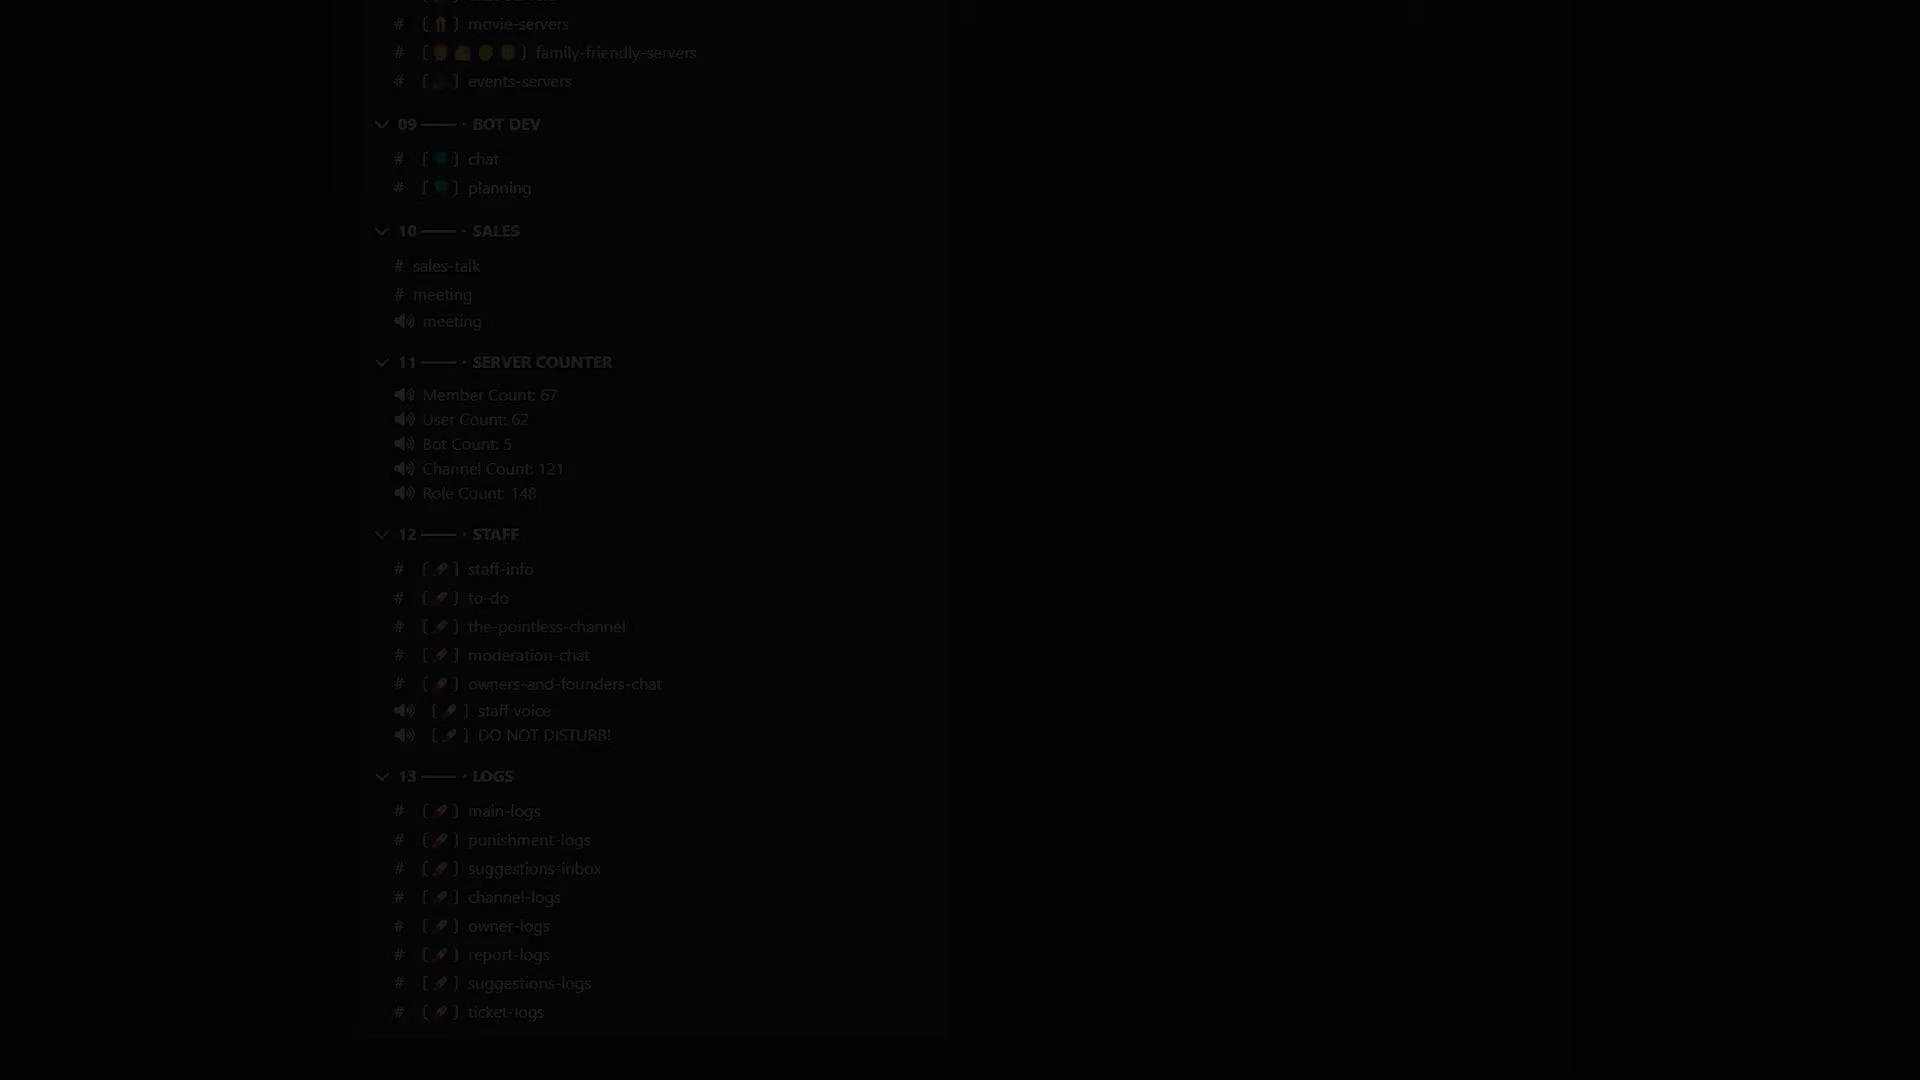 # [ ] movie-servers
# [ ] family-friendly-servers
# [ ] events-servers
09 —— · BOT DEV
# [ ] chat
# [ ] planning
10 —— · SALES
# sales-talk
# meeting
meeting
11 —— · SERVER COUNTER
Member Count: 67
User Count: 62
Bot Count: 5
Channel Count: 121
Role Count: 148
12 —— · STAFF
# [ ] staff-info
# [ ] to-do
# [ ] the-pointless-channel
# [ ] moderation-chat
# [ ] owners-and-founders-chat
[ ] staff voice
[ ] DO NOT DISTURB!
13 —— · LOGS
# [ ] main-logs
# [ ] punishment-logs
# [ ] suggestions-inbox
# [ ] channel-logs
# [ ] owner-logs
# [ ] report-logs
# [ ] suggestions-logs
# [ ] ticket-logs